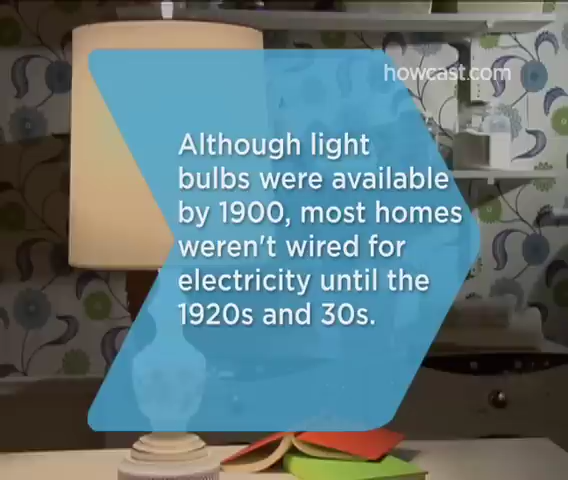 howcast.com
Although light
bulbs were available
by 1900, most homes
weren't wired for
electricity until the
1920s and 30s.